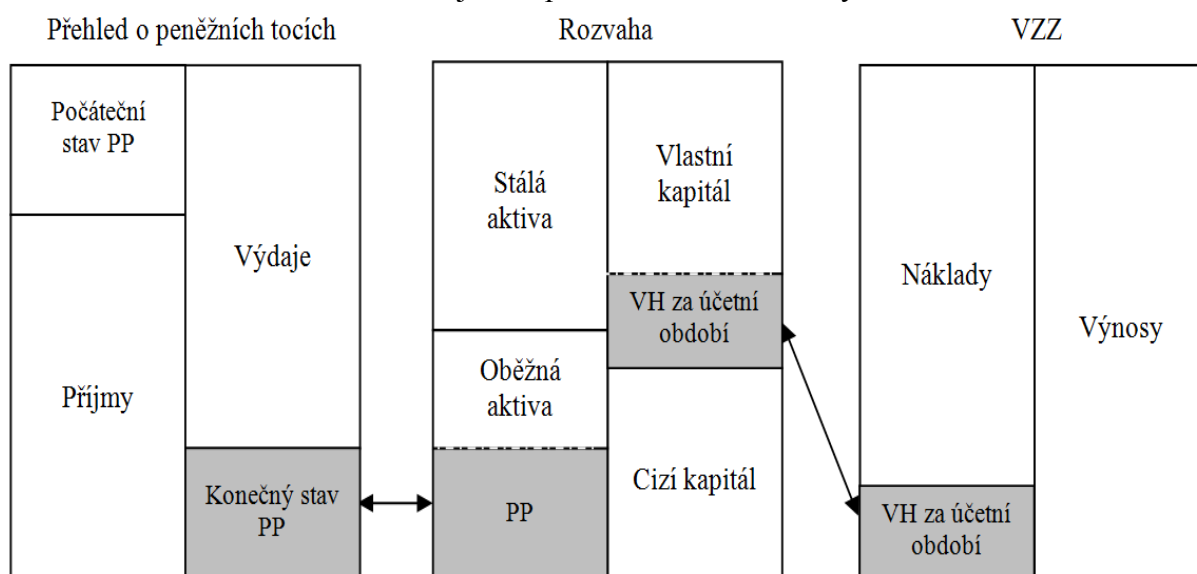 Přehled o peněžních tocích
Rozvaha
VZZ
Počáteční
stav PP
Příjmy
Výdaje
Konečný stav
PP
Stálá
aktiva
Oběžná
aktiva
PP
Vlastní
kapitál
VH za účetní
období
Cizí kapitál
Náklady
VH za účetní
období
Výnosy